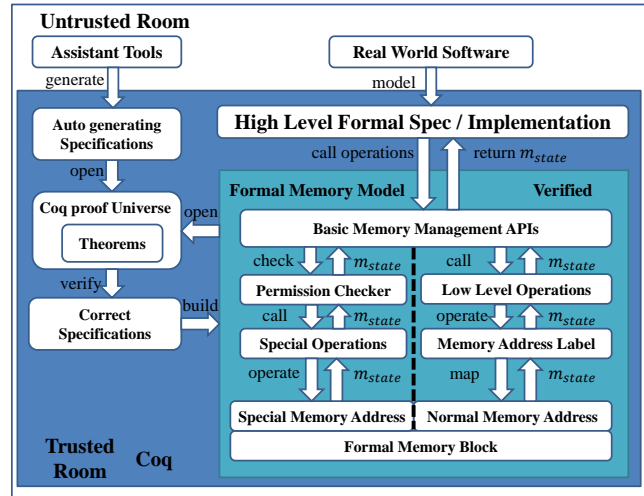 Untrusted Room
Assistant Tools
Real World Software
generate
model
Auto generating
Specifications
High Level Formal Spec / Implementation
open
call operations
return m_state
Formal Memory Model
Verified
Coq proof Universe
Theorems
open
Basic Memory Management APIs
check
m_state
call
m_state
verify
Permission Checker
Low Level Operations
Correct
Specifications
build
call
m_state
operate
m_state
Special Operations
Memory Address Label
operate
m_state
map
m_state
Special Memory Address
Normal Memory Address
Formal Memory Block
Trusted
Room
Coq